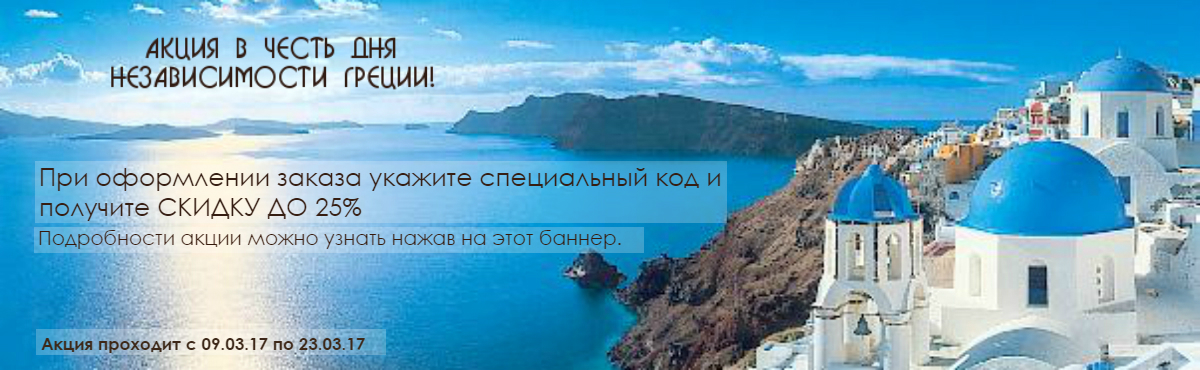 АКЦИЯ В ЧЕСТЬ ДНЯ
НЕЗАВИСИМОСТИ ГРЕЦИИ!
При оформлении заказа укажите специальный код и
получите СКИДКУ ДО 25%
Подробности акции можно узнать нажав на этот баннер.
Акция проходит с 09.03.17 по 23.03.17